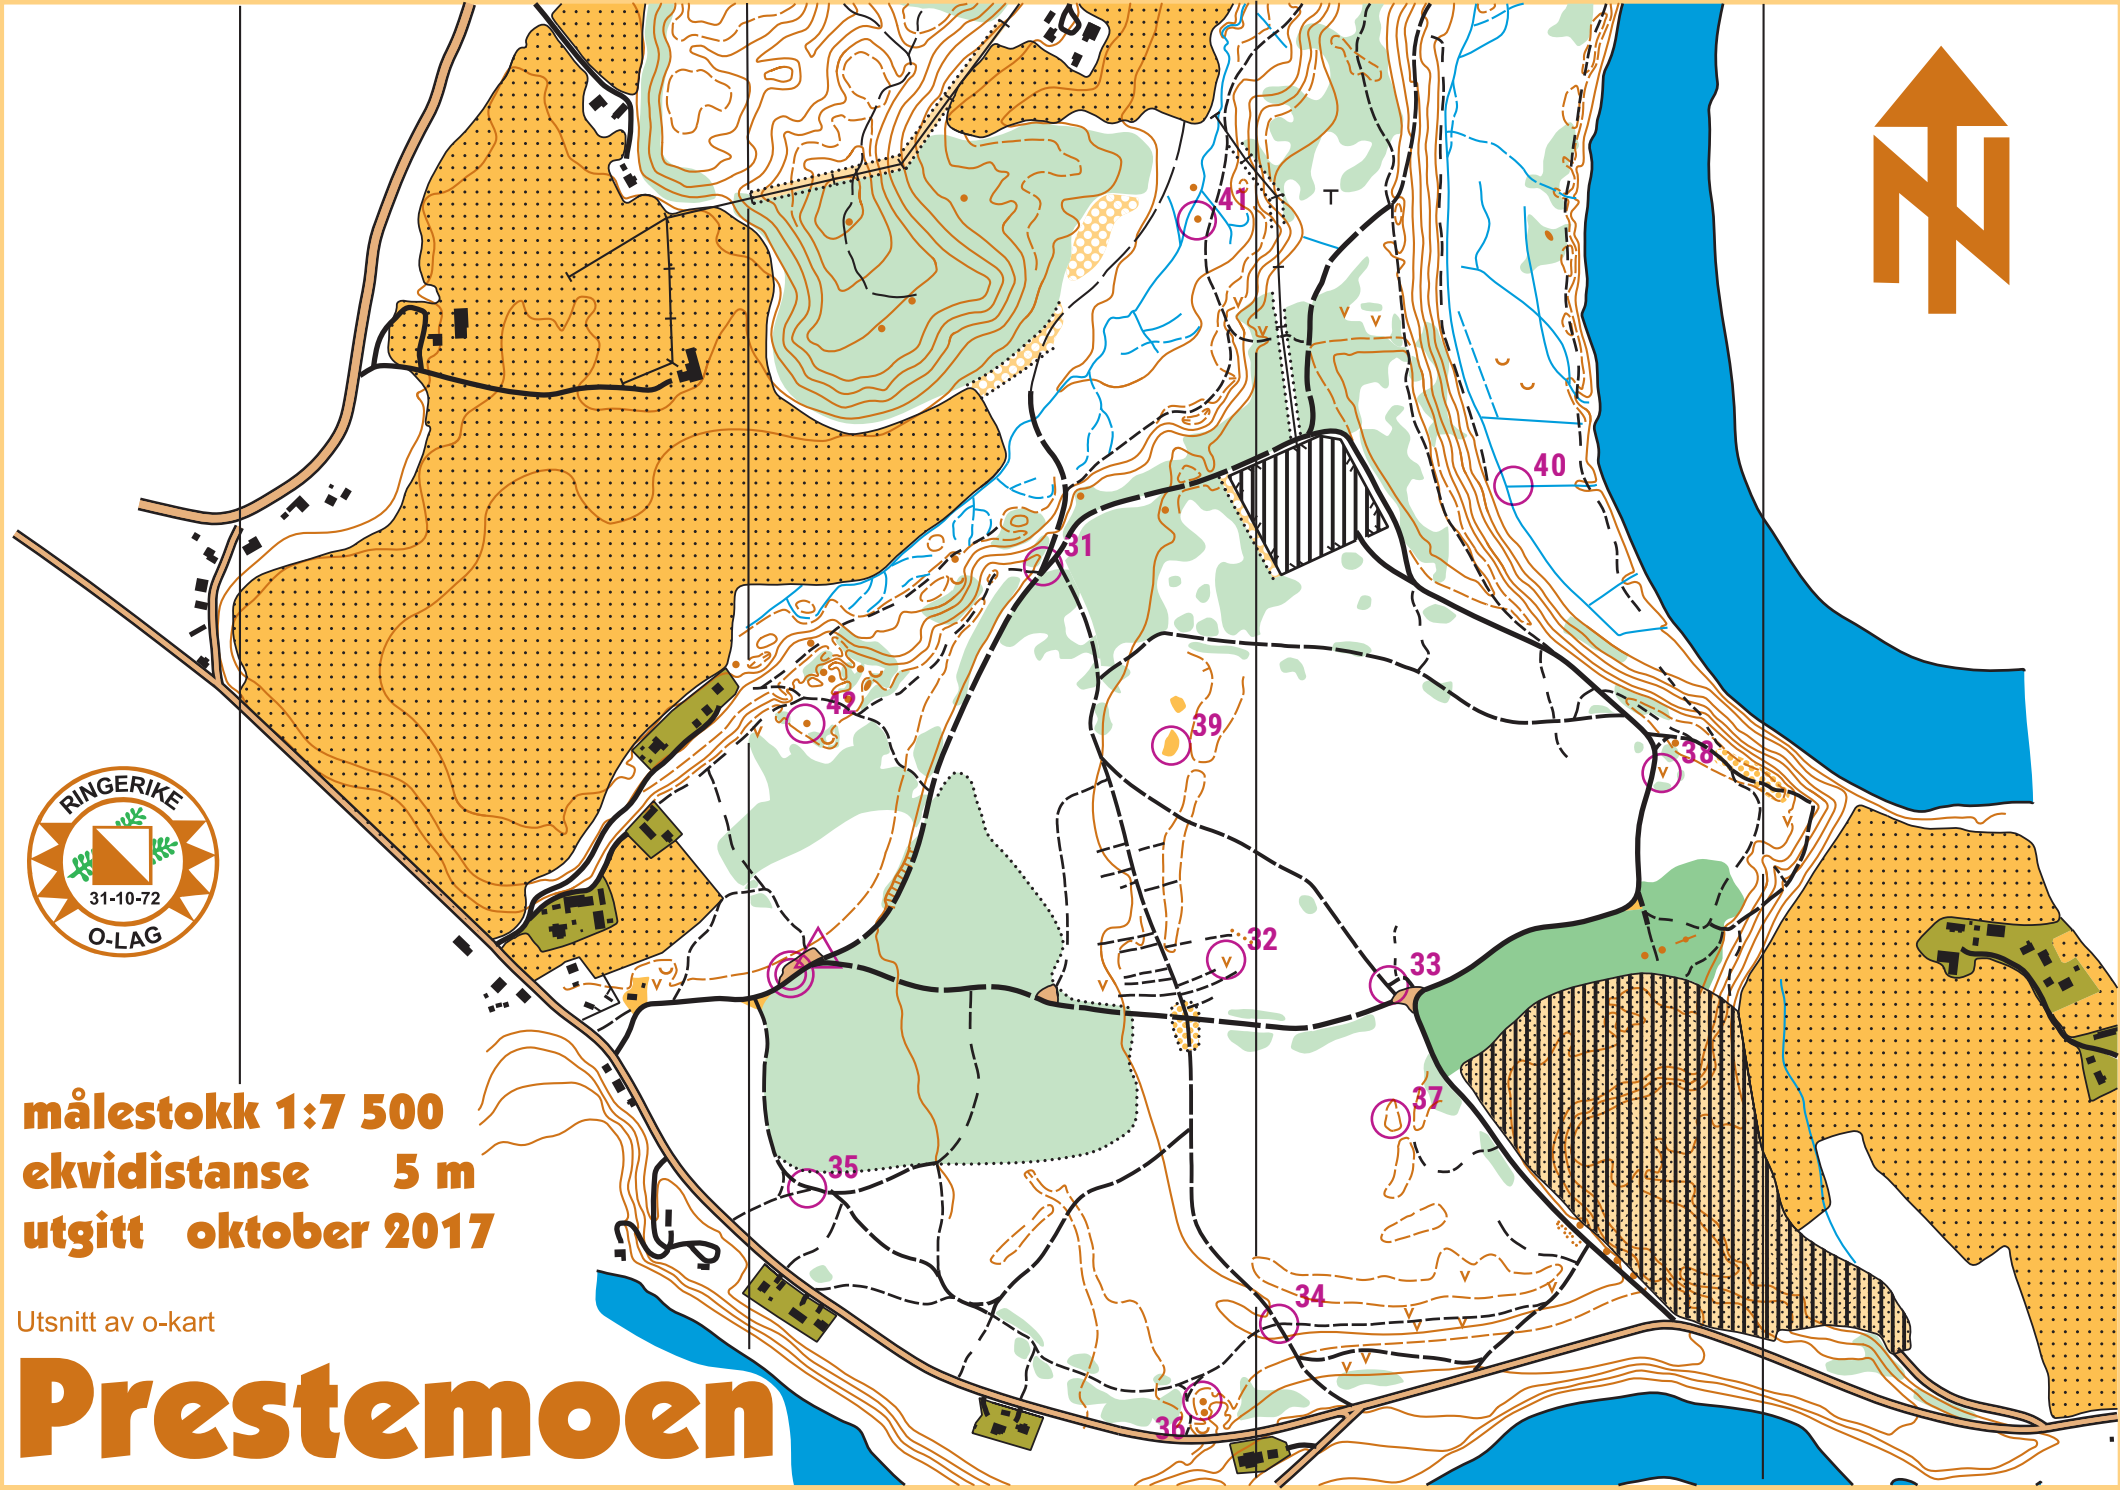 41
40
31
42
39
38
RINGERIKE
31-10-72
O-LAG
32
33
37
35
34
36
målestokk 1:7 500
ekvidistanse 5 m
utgitt oktober 2017
Utsnitt av o-kart
Prestemoen